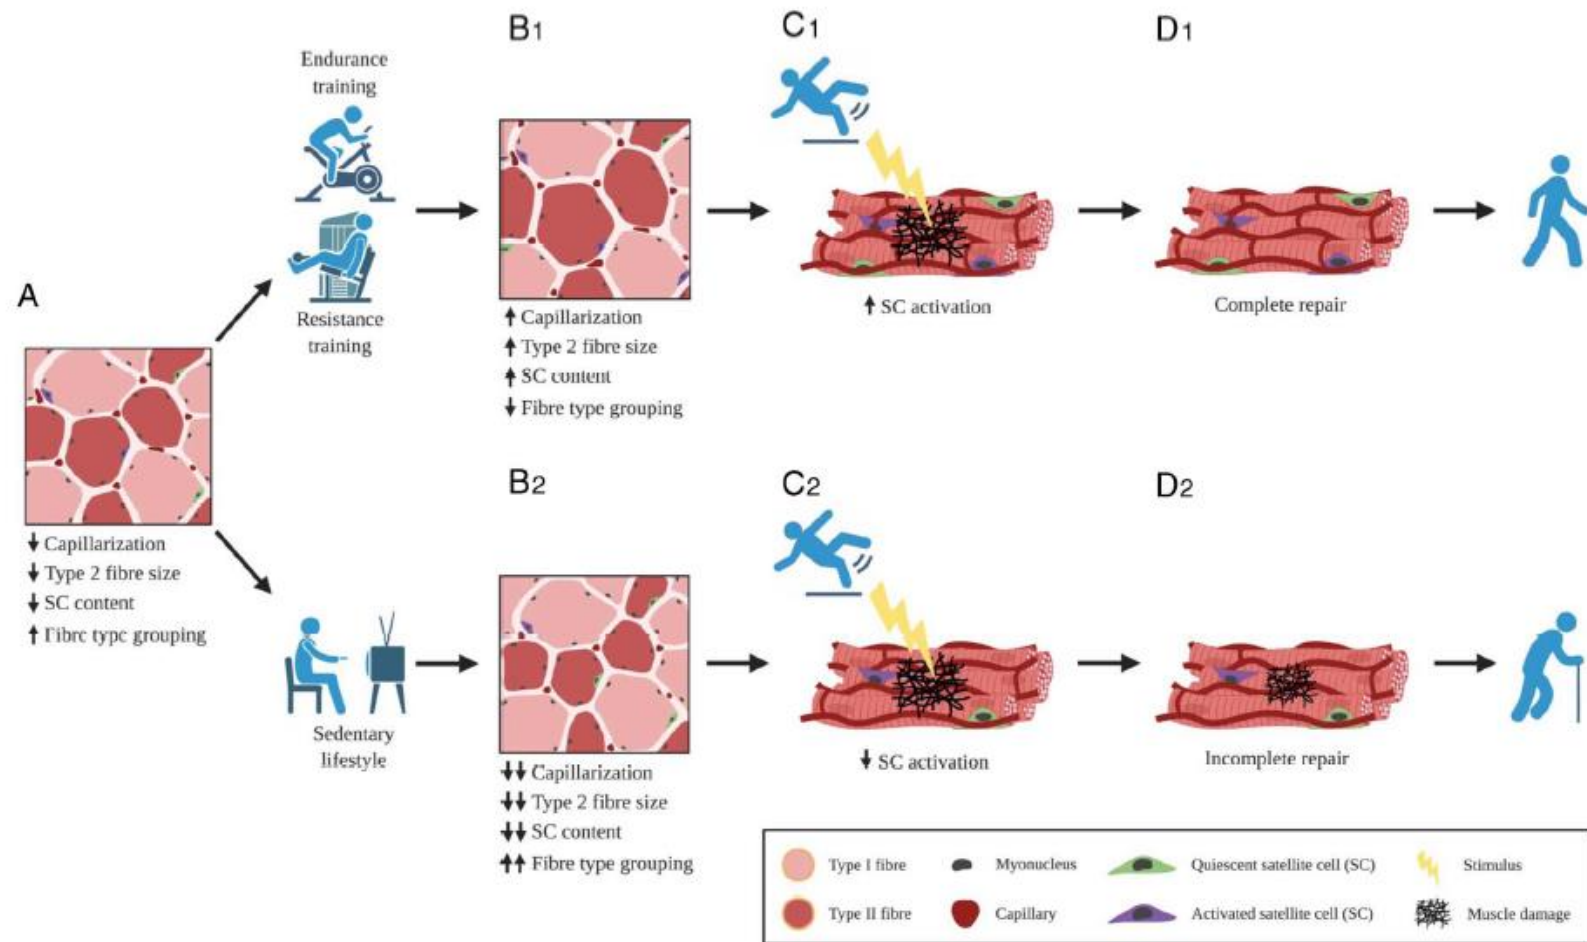 A
↓ Capillarization
↓ Type 2 fibre size
↓ SC content
↑ Fibre type grouping
Endurance
training
Resistance
training
Sedentary
lifestyle
B1
↑ Capillarization
↑ Type 2 fibre size
↑ SC content
↓ Fibre type grouping
C1
↑ SC activation
D1
Complete repair
B2
↓↓ Capillarization
↓↓ Type 2 fibre size
↓↓ SC content
↑↑ Fibre type grouping
C2
↓ SC activation
D2
Incomplete repair
Type I fibre
Myonucleus
Quiescent satellite cell (SC)
Stimulus
Type II fibre
Capillary
Activated satellite cell (SC)
Muscle damage